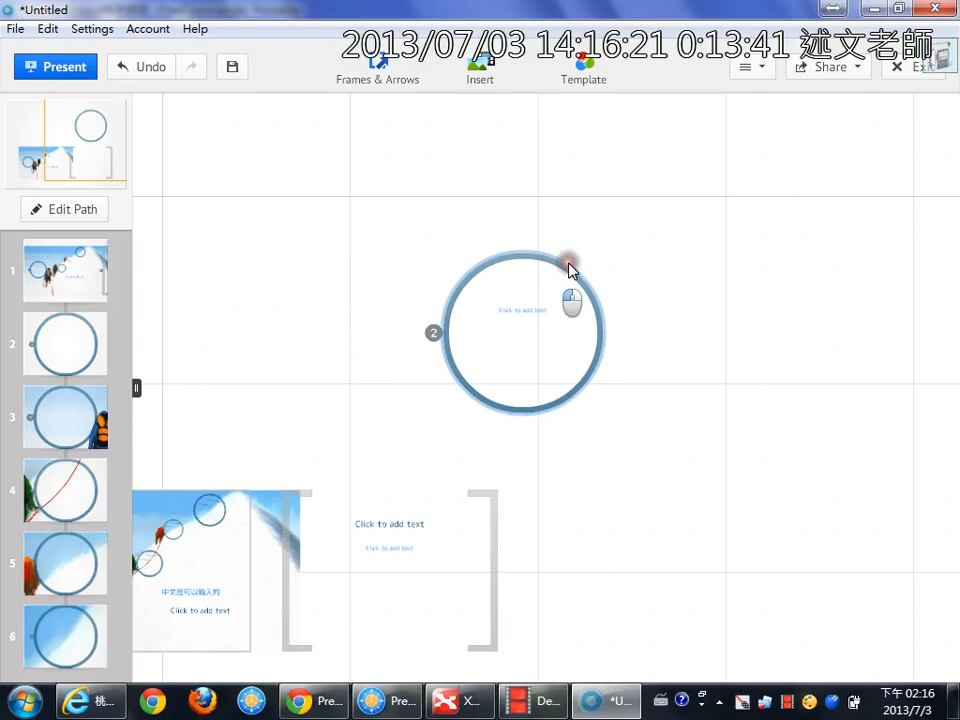 *Untitled
File Edit Settings Account Help
2013/07/03 14:16:21 0:13:41 述文老師
Present Undo Frames & Arrows Insert Template Share Exit
Edit Path
1
2
3
4
5
6
2
Click to add text
Click to add text
Click to add text
中文是可以輸入的
Click to add text
桃... Pre... Pre... X... De... *U...
下午 02:16
2013/7/3